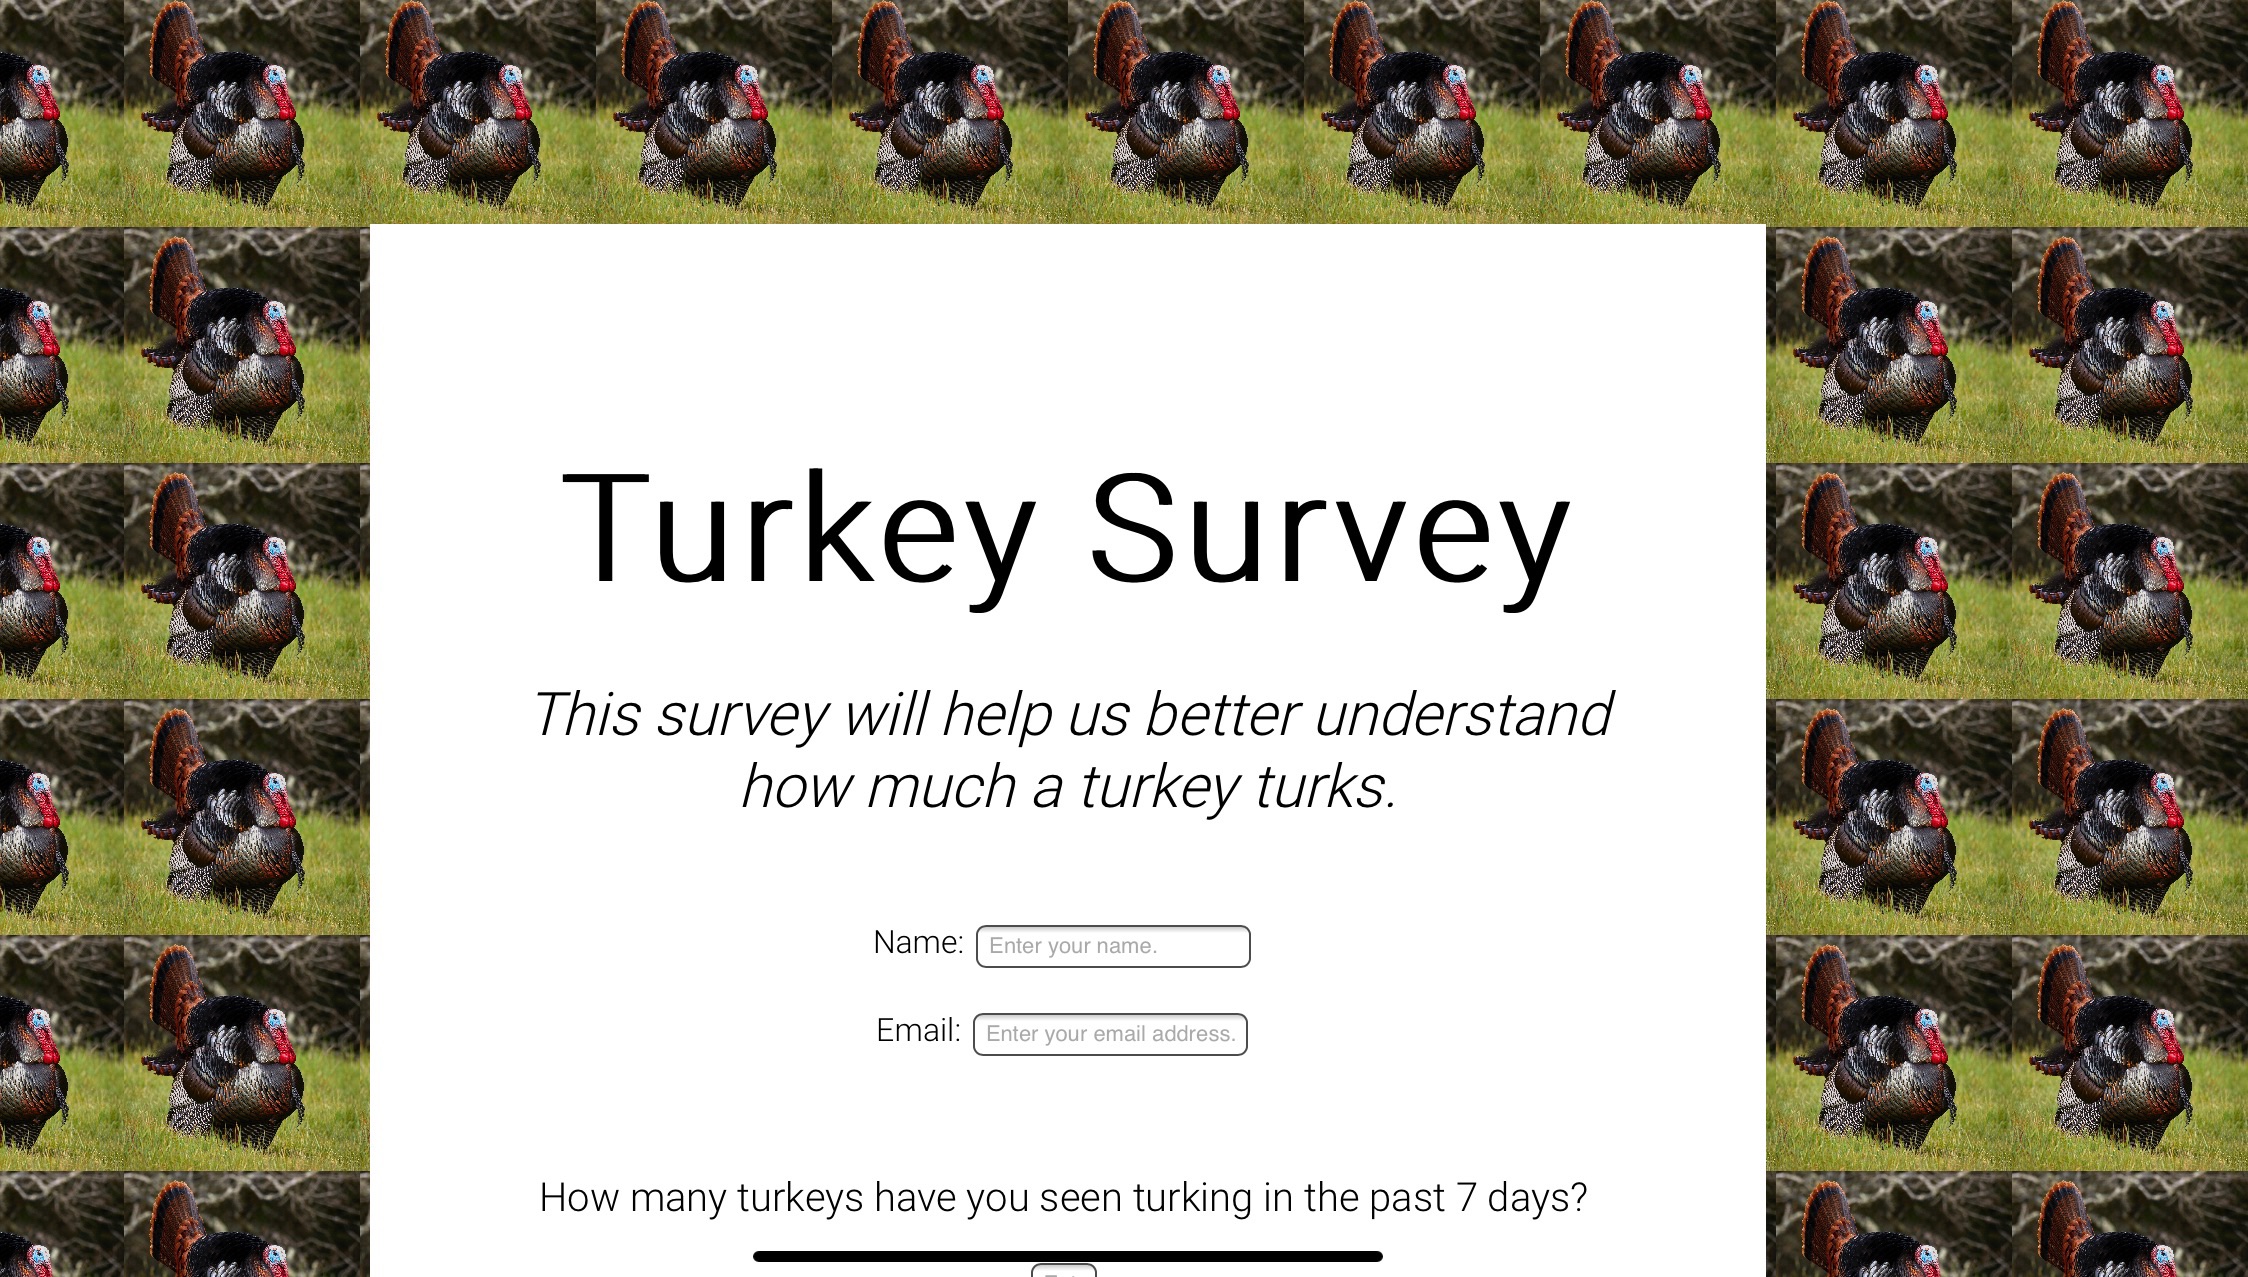 Turkey Survey
This survey will help us better understand
how much a turkey turks.
Name: Enter your name.
Email: Enter your email address.
How many turkeys have you seen turking in the past 7 days?